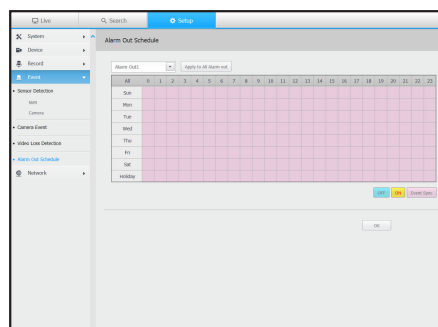 Live
Search
Setup
System
Device
Record
Event
Sensor Detection
NVR
Camera
Camera Event
Video Loss Detection
Alarm Out Schedule
Network
Alarm Out Schedule
Alarm Out1
Apply to All Alarm out
All 0 1 2 3 4 5 6 7 8 9 10 11 12 13 14 15 16 17 18 19 20 21 22 23
Sun
Mon
Tue
Wed
Thu
Fri
Sat
Holiday
OFF ON Event Sync
OK